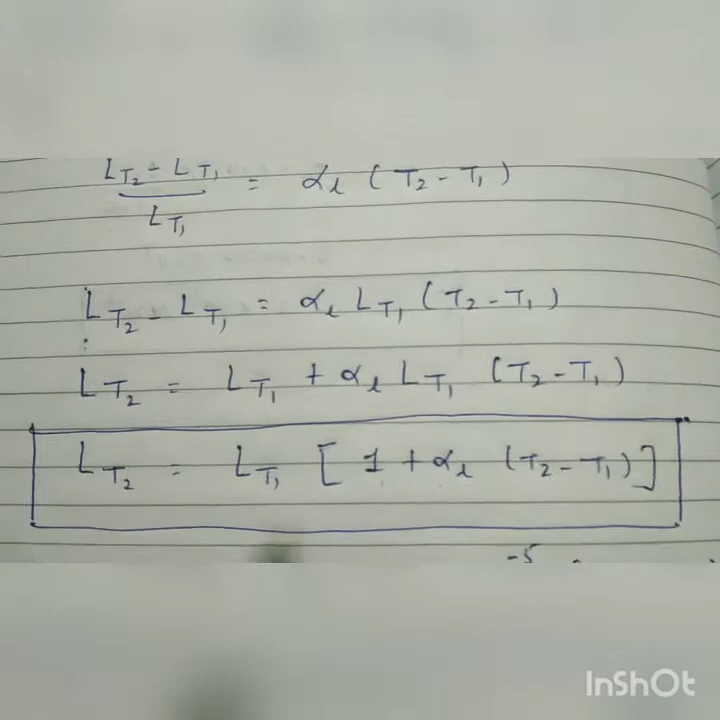 L_T₂ - L_T₁ / L_T₁ = α_l (T₂ - T₁)
L_T₂ - L_T₁ = α_l L_T₁ (T₂ - T₁)
L_T₂ = L_T₁ + α_l L_T₁ (T₂ - T₁)
L_T₂ = L_T₁ [1 + α_l (T₂ - T₁)]
-5
InShOt